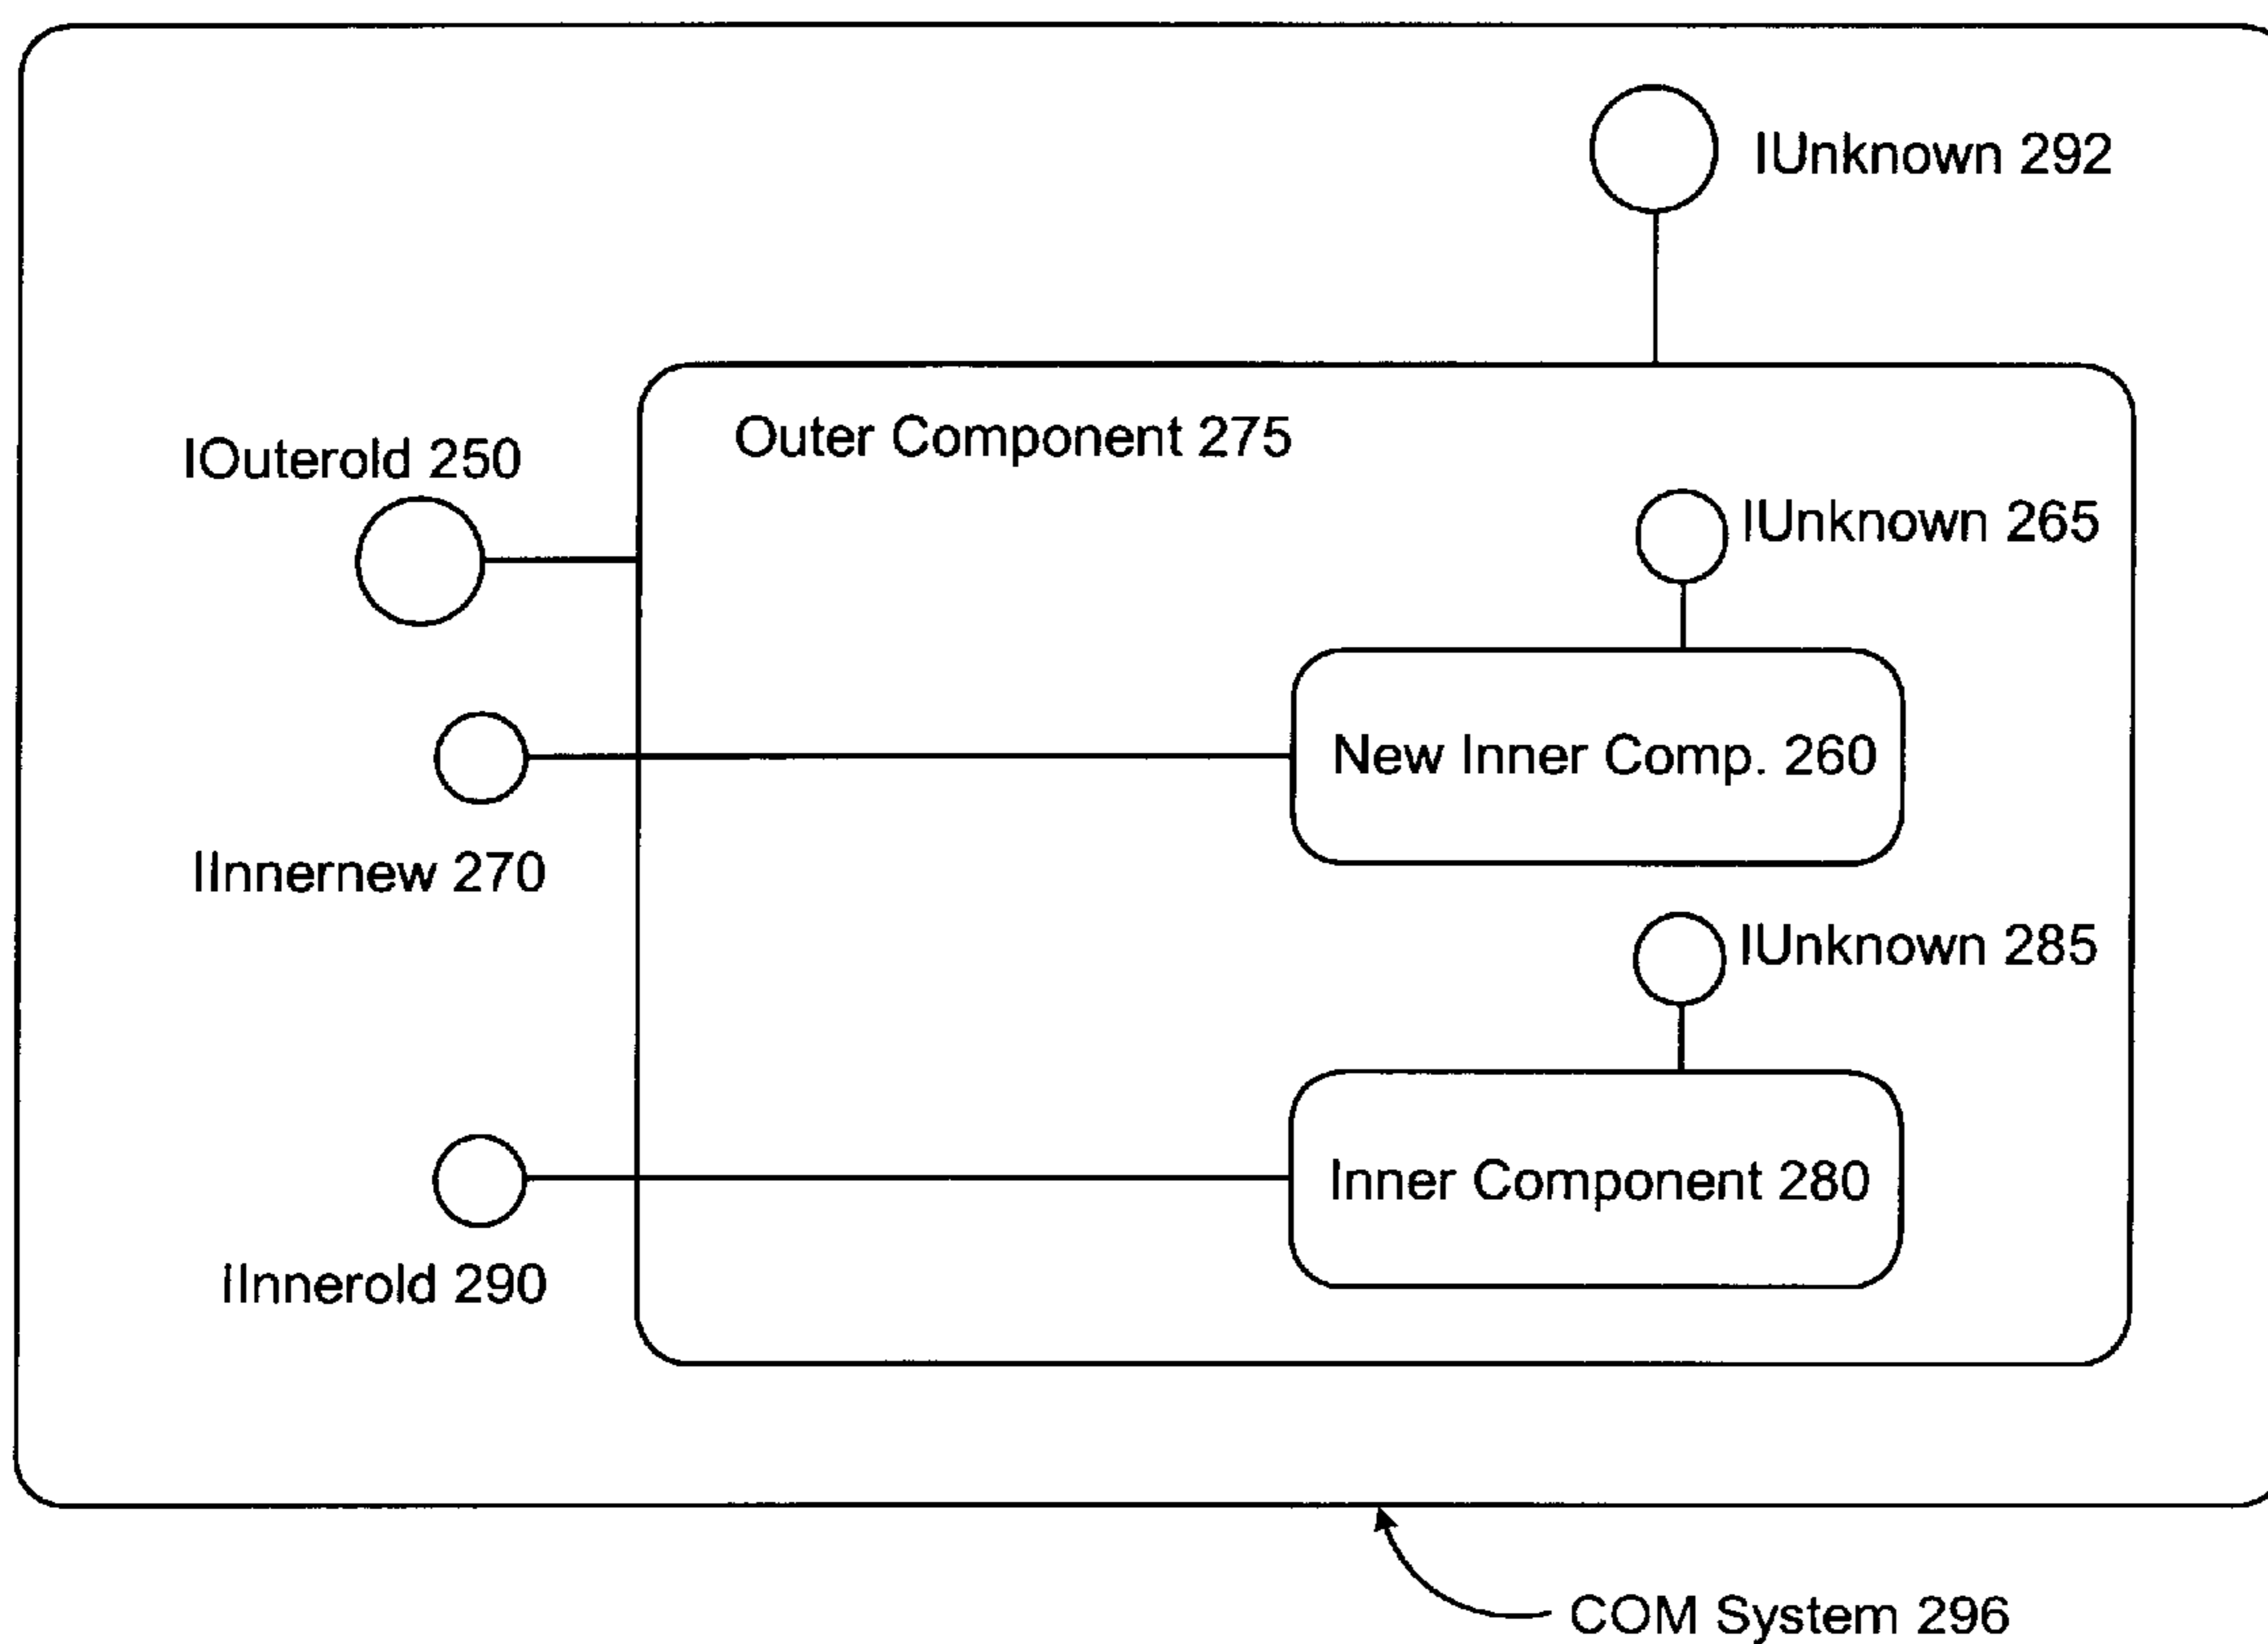 IUnknown 292
IOuterold 250
Outer Component 275
IUnknown 265
New Inner Comp. 260
IInnernew 270
IUnknown 285
Inner Component 280
IInnerold 290
COM System 296